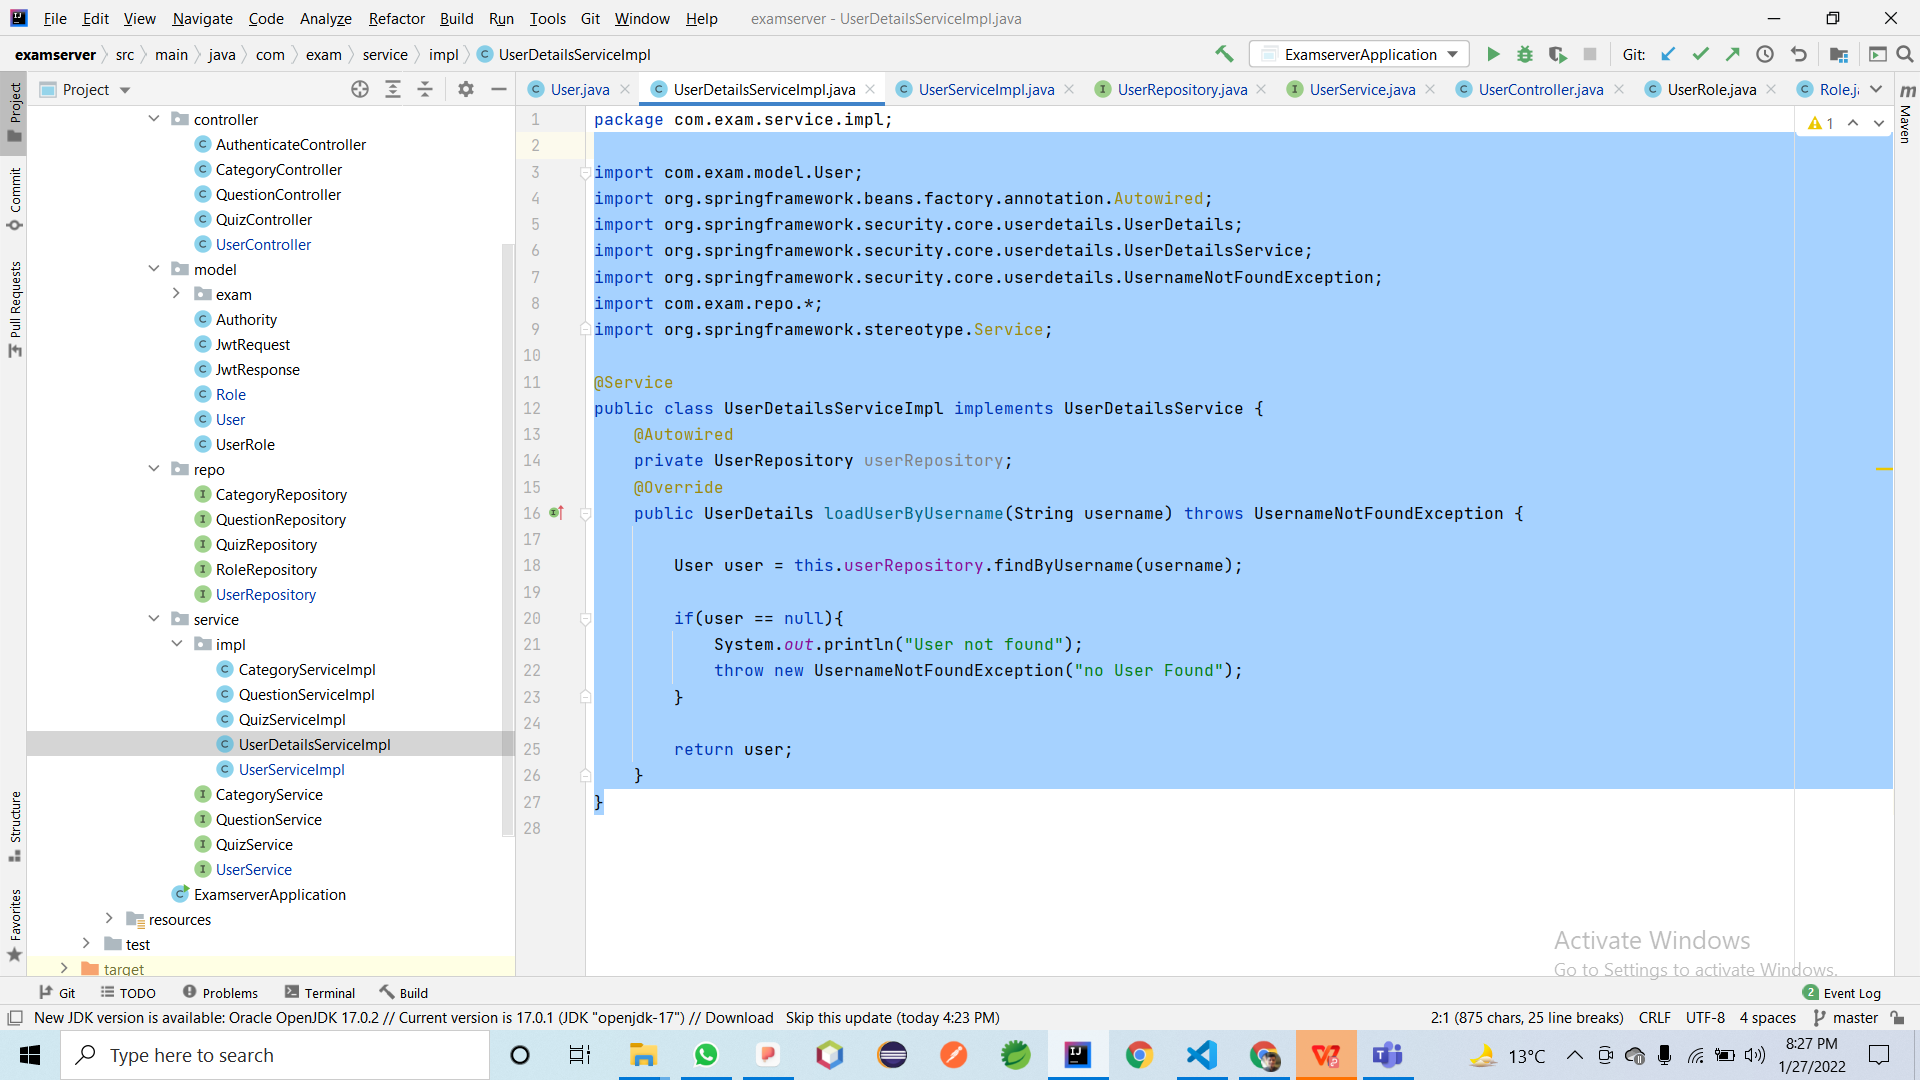 File Edit View Navigate Code Analyze Refactor Build Run Tools Git Window Help examserver - UserDetailsServiceImpl.java
examserver src main java com exam service impl UserDetailsServiceImpl ExamserverApplication Git:
Project User.java UserDetailsServiceImpl.java UserServiceImpl.java UserRepository.java UserService.java UserController.java UserRole.java Role.j
Project
Commit
Pull Requests
Structure
Favorites
Maven
controller
AuthenticateController
CategoryController
QuestionController
QuizController
UserController
model
exam
Authority
JwtRequest
JwtResponse
Role
User
UserRole
repo
CategoryRepository
QuestionRepository
QuizRepository
RoleRepository
UserRepository
service
impl
CategoryServiceImpl
QuestionServiceImpl
QuizServiceImpl
UserDetailsServiceImpl
UserServiceImpl
CategoryService
QuestionService
QuizService
UserService
ExamserverApplication
resources
test
target
1 package com.exam.service.impl; 1
2
3 import com.exam.model.User;
4 import org.springframework.beans.factory.annotation.Autowired;
5 import org.springframework.security.core.userdetails.UserDetails;
6 import org.springframework.security.core.userdetails.UserDetailsService;
7 import org.springframework.security.core.userdetails.UsernameNotFoundException;
8 import com.exam.repo.*;
9 import org.springframework.stereotype.Service;
10
11 @Service
12 public class UserDetailsServiceImpl implements UserDetailsService {
13 @Autowired
14 private UserRepository userRepository;
15 @Override
16 public UserDetails loadUserByUsername(String username) throws UsernameNotFoundException {
17
18 User user = this.userRepository.findByUsername(username);
19
20 if(user == null){
21 System.out.println("User not found");
22 throw new UsernameNotFoundException("no User Found");
23 }
24
25 return user;
26 }
27 }
28
Activate Windows
Go to Settings to activate Windows.
Git TODO Problems Terminal Build 2 Event Log
New JDK version is available: Oracle OpenJDK 17.0.2 // Current version is 17.0.1 (JDK "openjdk-17") // Download Skip this update (today 4:23 PM) 2:1 (875 chars, 25 line breaks) CRLF UTF-8 4 spaces master
Type here to search 13°C 8:27 PM
1/27/2022